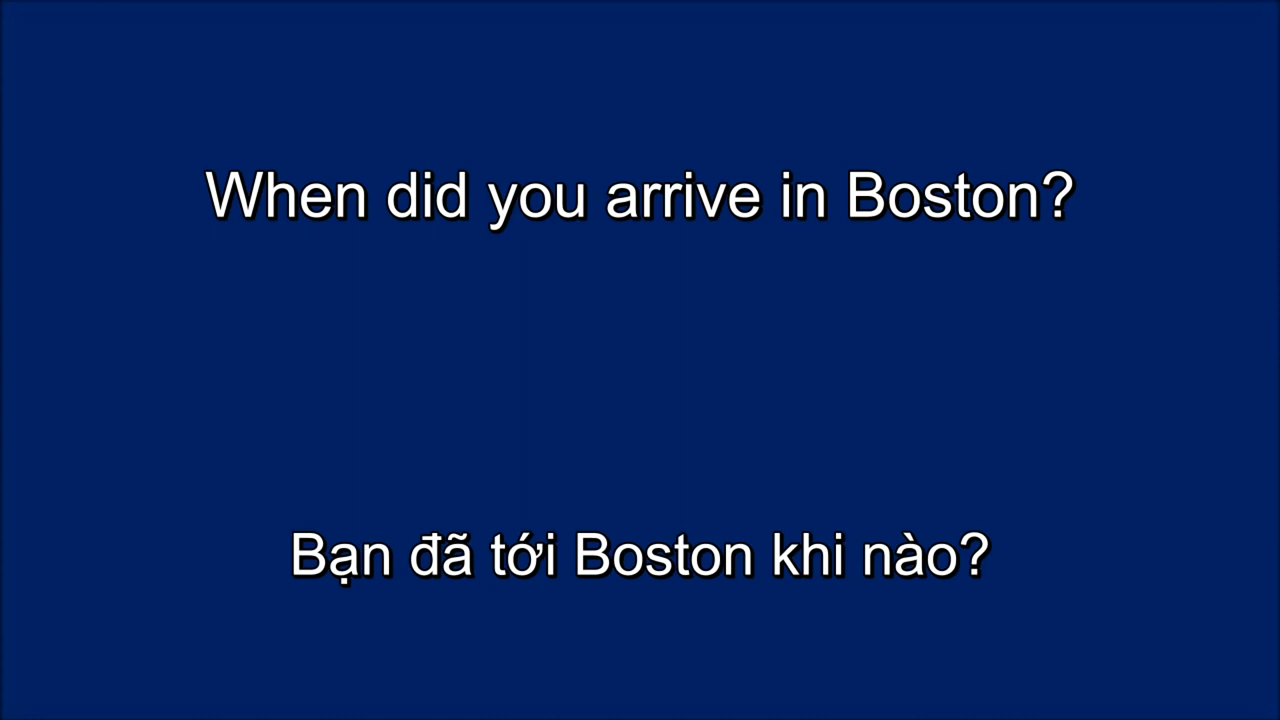 When did you arrive in Boston?
Bạn đã tới Boston khi nào?